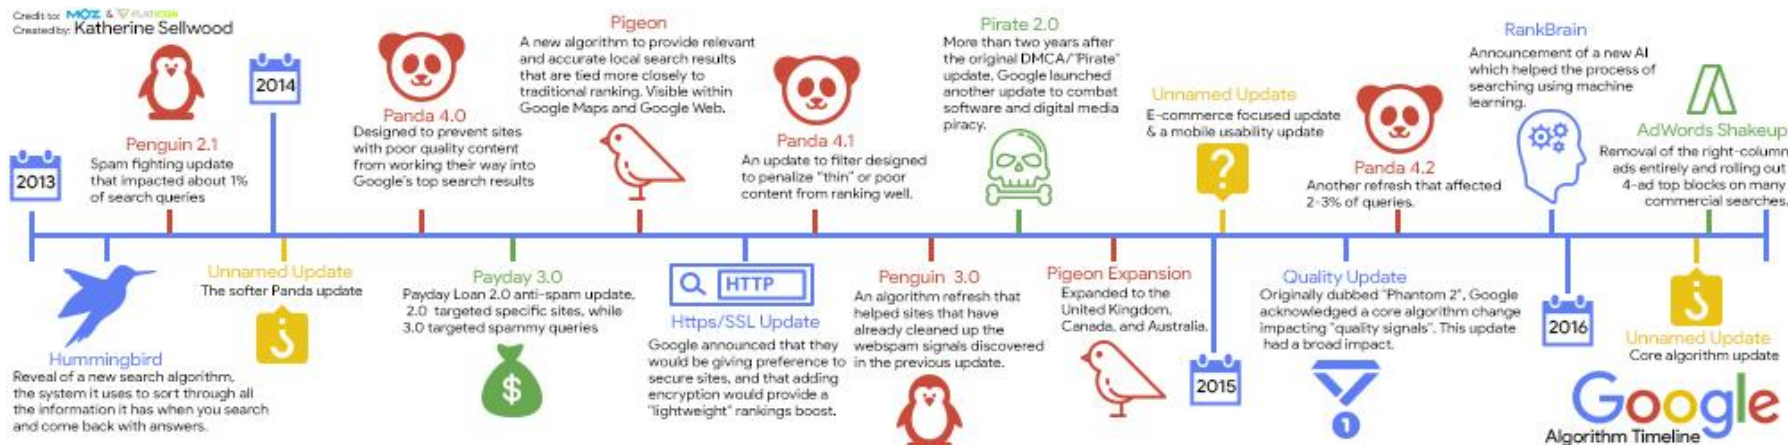 Credit to: MOZ & FLATICON
Created by: Katherine Sellwood
2013
Hummingbird
Reveal of a new search algorithm,
the system it uses to sort through all
the information it has when you search
and come back with answers.
Penguin 2.1
Spam fighting update
that impacted about 1%
of search queries
2014
Unnamed Update
The softer Panda update
?
Panda 4.0
Designed to prevent sites
with poor quality content
from working their way into
Google's top search results
Payday 3.0
Payday Loan 2.0 anti-spam update,
2.0 targeted specific sites, while
3.0 targeted spammy queries
$
Pigeon
A new algorithm to provide relevant
and accurate local search results
that are tied more closely to
traditional ranking. Visible within
Google Maps and Google Web.
HTTP
Https/SSL Update
Google announced that they
would be giving preference to
secure sites, and that adding
encryption would provide a
"lightweight" rankings boost.
Panda 4.1
An update to filter designed
to penalize "thin" or poor
content from ranking well.
Penguin 3.0
An algorithm refresh that
helped sites that have
already cleaned up the
webspam signals discovered
in the previous update.
Pirate 2.0
More than two years after
the original DMCA/"Pirate"
update, Google launched
another update to combat
software and digital media
piracy.
Pigeon Expansion
Expanded to the
United Kingdom,
Canada, and Australia.
2015
Unnamed Update
E-commerce focused update
& a mobile usability update
?
Quality Update
Originally dubbed "Phantom 2", Google
acknowledged a core algorithm change
impacting "quality signals". This update
had a broad impact.
1
Panda 4.2
Another refresh that affected
2-3% of queries.
RankBrain
Announcement of a new AI
which helped the process of
searching using machine
learning.
2016
Unnamed Update
Core algorithm update
?
AdWords Shakeup
Removal of the right-column
ads entirely and rolling out
4-ad top blocks on many
commercial searches.
Google
Algorithm Timeline